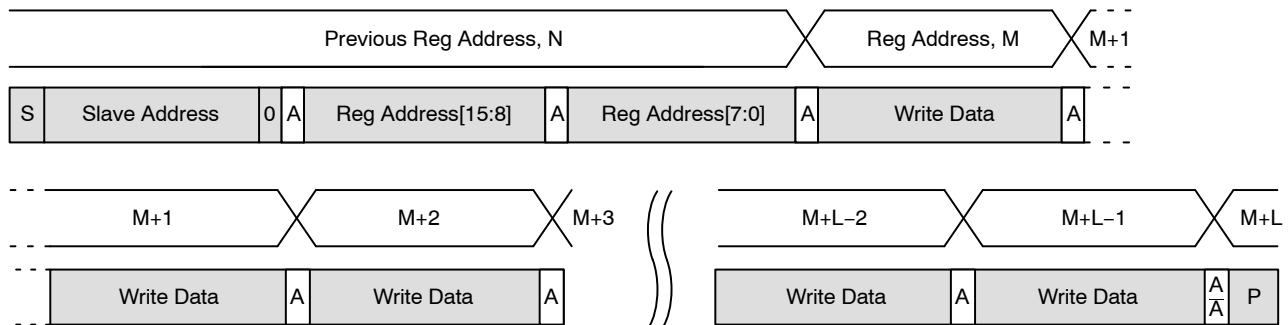 Previous Reg Address, N Reg Address, M M+1
S Slave Address 0 A Reg Address[15:8] A Reg Address[7:0] A Write Data A
M+1 M+2 M+3 M+L−2 M+L−1 M+L
Write Data A Write Data A Write Data A Write Data A/A̅ P